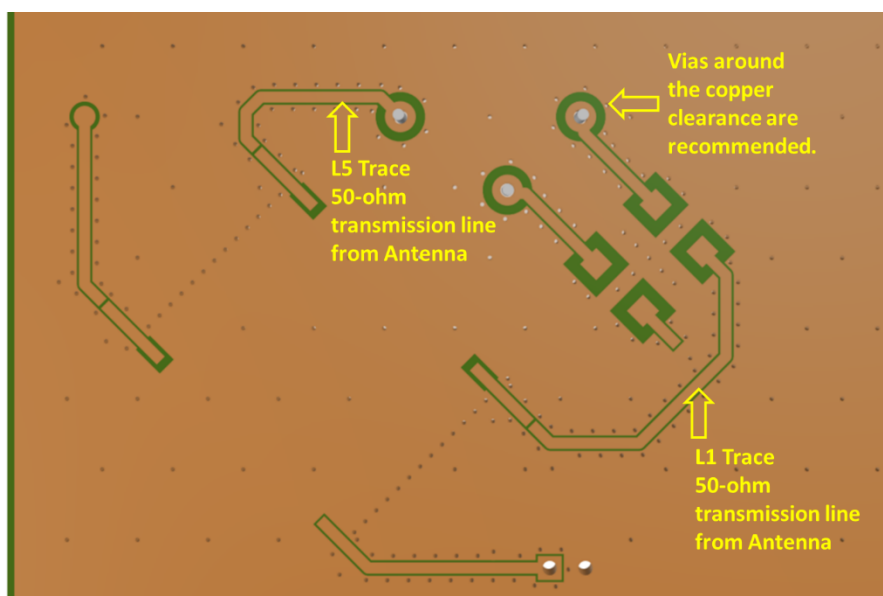 Vias around
the copper
clearance are
recommended.
L5 Trace
50-ohm
transmission line
from Antenna
L1 Trace
50-ohm
transmission line
from Antenna